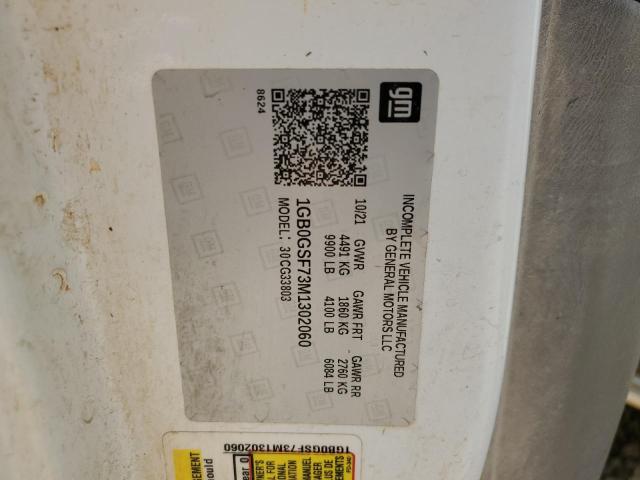 gm
INCOMPLETE VEHICLE MANUFACTURED
BY GENERAL MOTORS LLC
10/21 GVWR GAWR FRT GAWR RR
4491 KG 1860 KG 2760 KG
9900 LB 4100 LB 6084 LB
1GB0GSF73M1302060
MODEL: 30CG33803
8624
1GB0GSF73M1302060